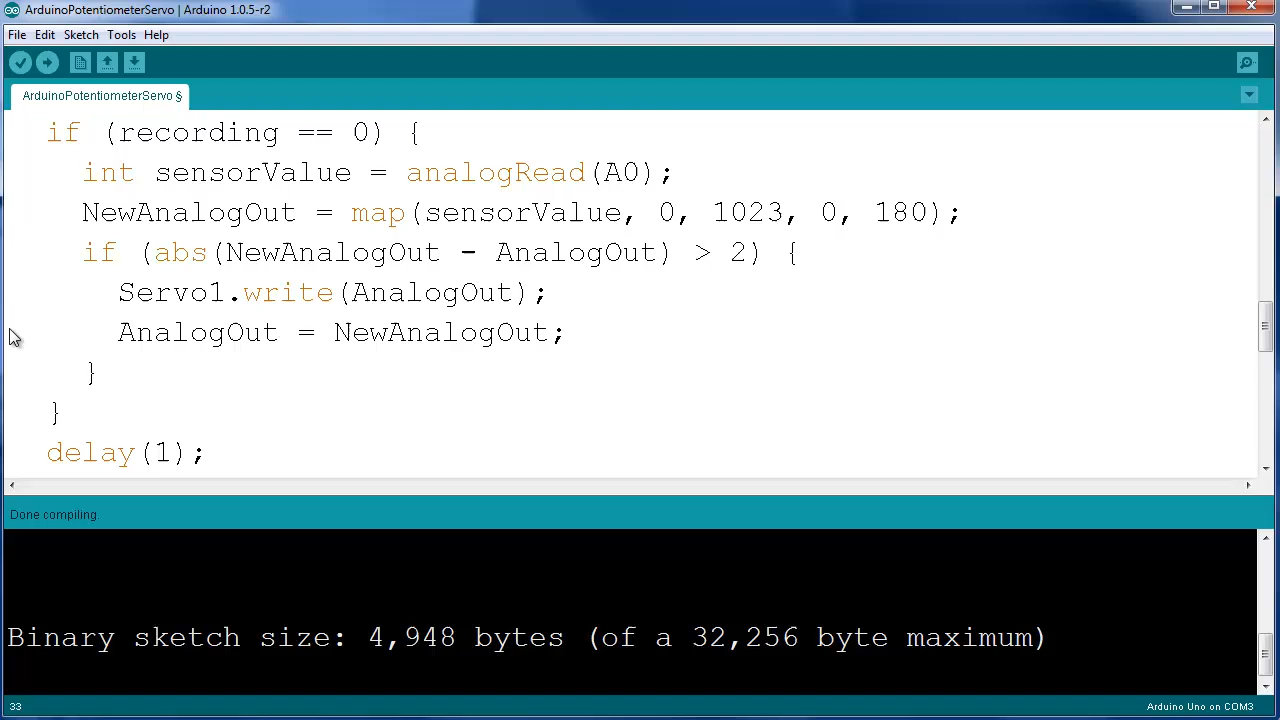 ArduinoPotentiometerServo | Arduino 1.0.5-r2
File Edit Sketch Tools Help
ArduinoPotentiometerServo §
if (recording == 0) {
int sensorValue = analogRead(A0);
NewAnalogOut = map(sensorValue, 0, 1023, 0, 180);
if (abs(NewAnalogOut - AnalogOut) > 2) {
Servo1.write(AnalogOut);
AnalogOut = NewAnalogOut;
}
}
delay(1);
Done compiling.
Binary sketch size: 4,948 bytes (of a 32,256 byte maximum)
33 Arduino Uno on COM3